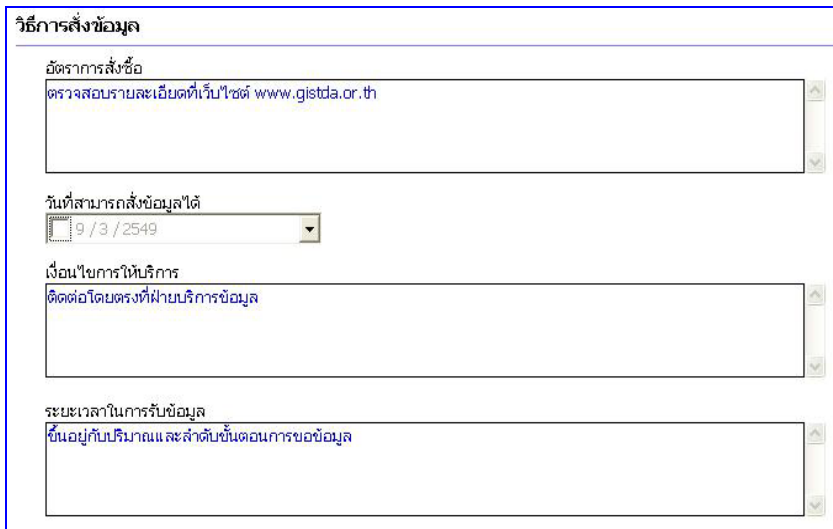 วิธีการสั่งข้อมูล
อัตราการสั่งซื้อ
ตรวจสอบรายละเอียดที่เว็บไซต์ www.gistda.or.th
วันที่สามารถสั่งข้อมูลได้
9 / 3 / 2549
เงื่อนไขการให้บริการ
ติดต่อโดยตรงที่ฝ่ายบริการข้อมูล
ระยะเวลาในการรับข้อมูล
ขึ้นอยู่กับปริมาณและลำดับขั้นตอนการขอข้อมูล